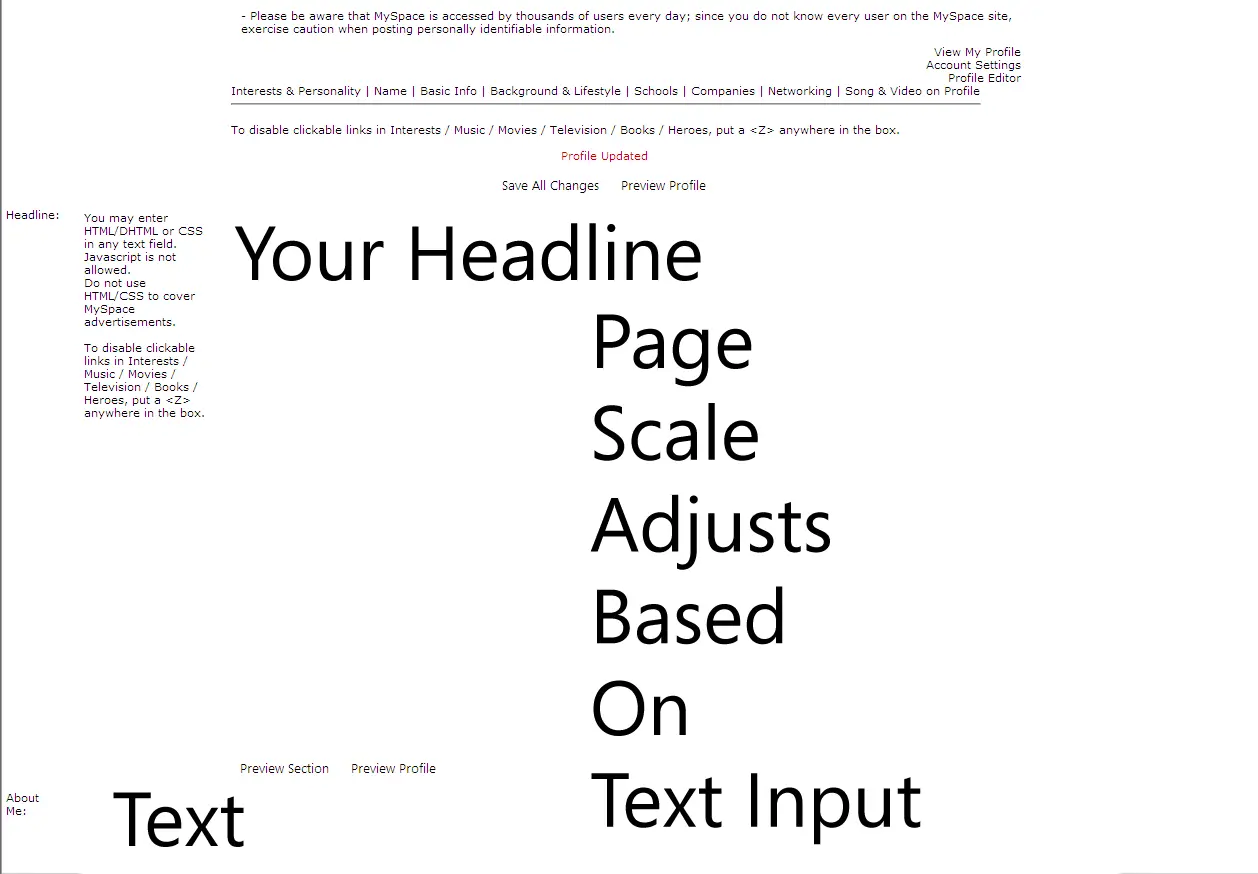 - Please be aware that MySpace is accessed by thousands of users every day; since you do not know every user on the MySpace site,
exercise caution when posting personally identifiable information.
View My Profile
Account Settings
Profile Editor
Interests & Personality | Name | Basic Info | Background & Lifestyle | Schools | Companies | Networking | Song & Video on Profile
To disable clickable links in Interests / Music / Movies / Television / Books / Heroes, put a <Z> anywhere in the box.
Profile Updated
Save All Changes Preview Profile
Headline:
You may enter
HTML/DHTML or CSS
in any text field.
Javascript is not
allowed.
Do not use
HTML/CSS to cover
MySpace
advertisements.
To disable clickable
links in Interests /
Music / Movies /
Television / Books /
Heroes, put a <Z>
anywhere in the box.
Your Headline
Page
Scale
Adjusts
Based
On
Text Input
Preview Section Preview Profile
About
Me:
Text